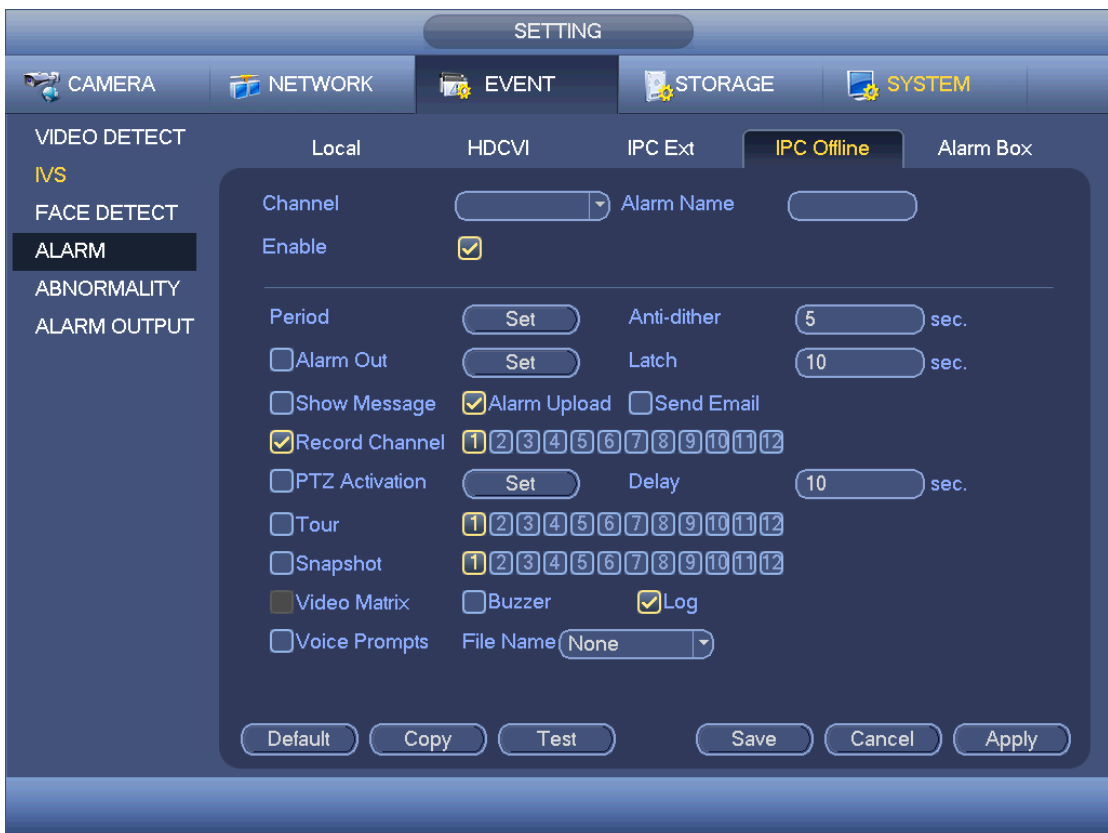 SETTING
CAMERA NETWORK EVENT STORAGE SYSTEM
VIDEO DETECT
IVS
FACE DETECT
ALARM
ABNORMALITY
ALARM OUTPUT
Local HDCVI IPC Ext IPC Offline Alarm Box
Channel Alarm Name
Enable
Period Set Anti-dither 5 sec.
Alarm Out Set Latch 10 sec.
Show Message Alarm Upload Send Email
Record Channel 1 2 3 4 5 6 7 8 9 10 11 12
PTZ Activation Set Delay 10 sec.
Tour 1 2 3 4 5 6 7 8 9 10 11 12
Snapshot 1 2 3 4 5 6 7 8 9 10 11 12
Video Matrix Buzzer Log
Voice Prompts File Name None
Default Copy Test Save Cancel Apply